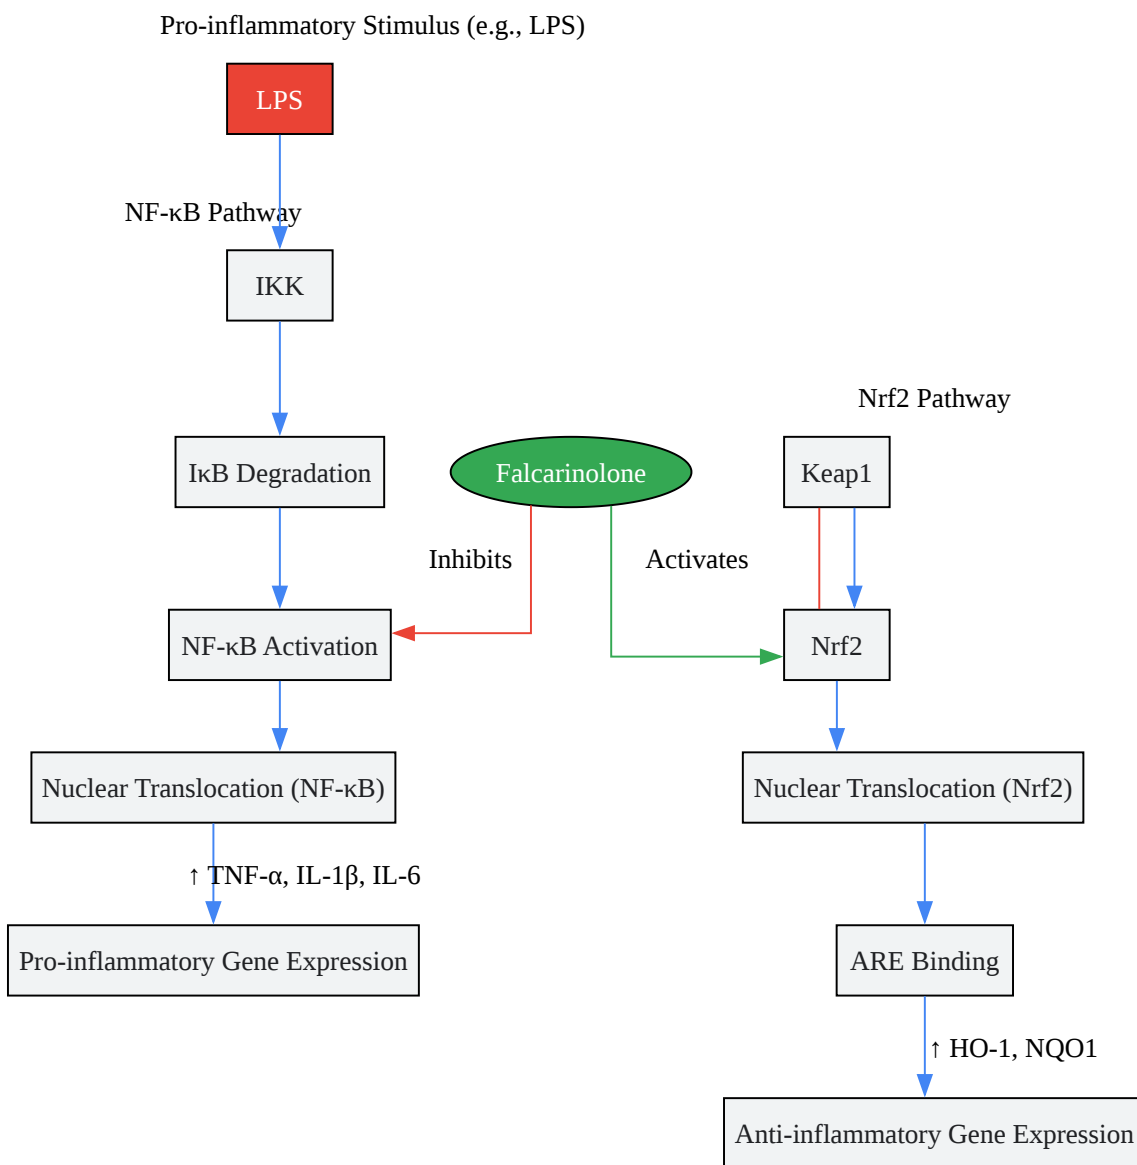 Pro-inflammatory Stimulus (e.g., LPS)
LPS
NF-κB Pathway
IKK
Nrf2 Pathway
IκB Degradation
Falcarinolone
Keap1
Inhibits
Activates
NF-κB Activation
Nrf2
Nuclear Translocation (NF-κB)
Nuclear Translocation (Nrf2)
↑ TNF-α, IL-1β, IL-6
Pro-inflammatory Gene Expression
ARE Binding
↑ HO-1, NQO1
Anti-inflammatory Gene Expression